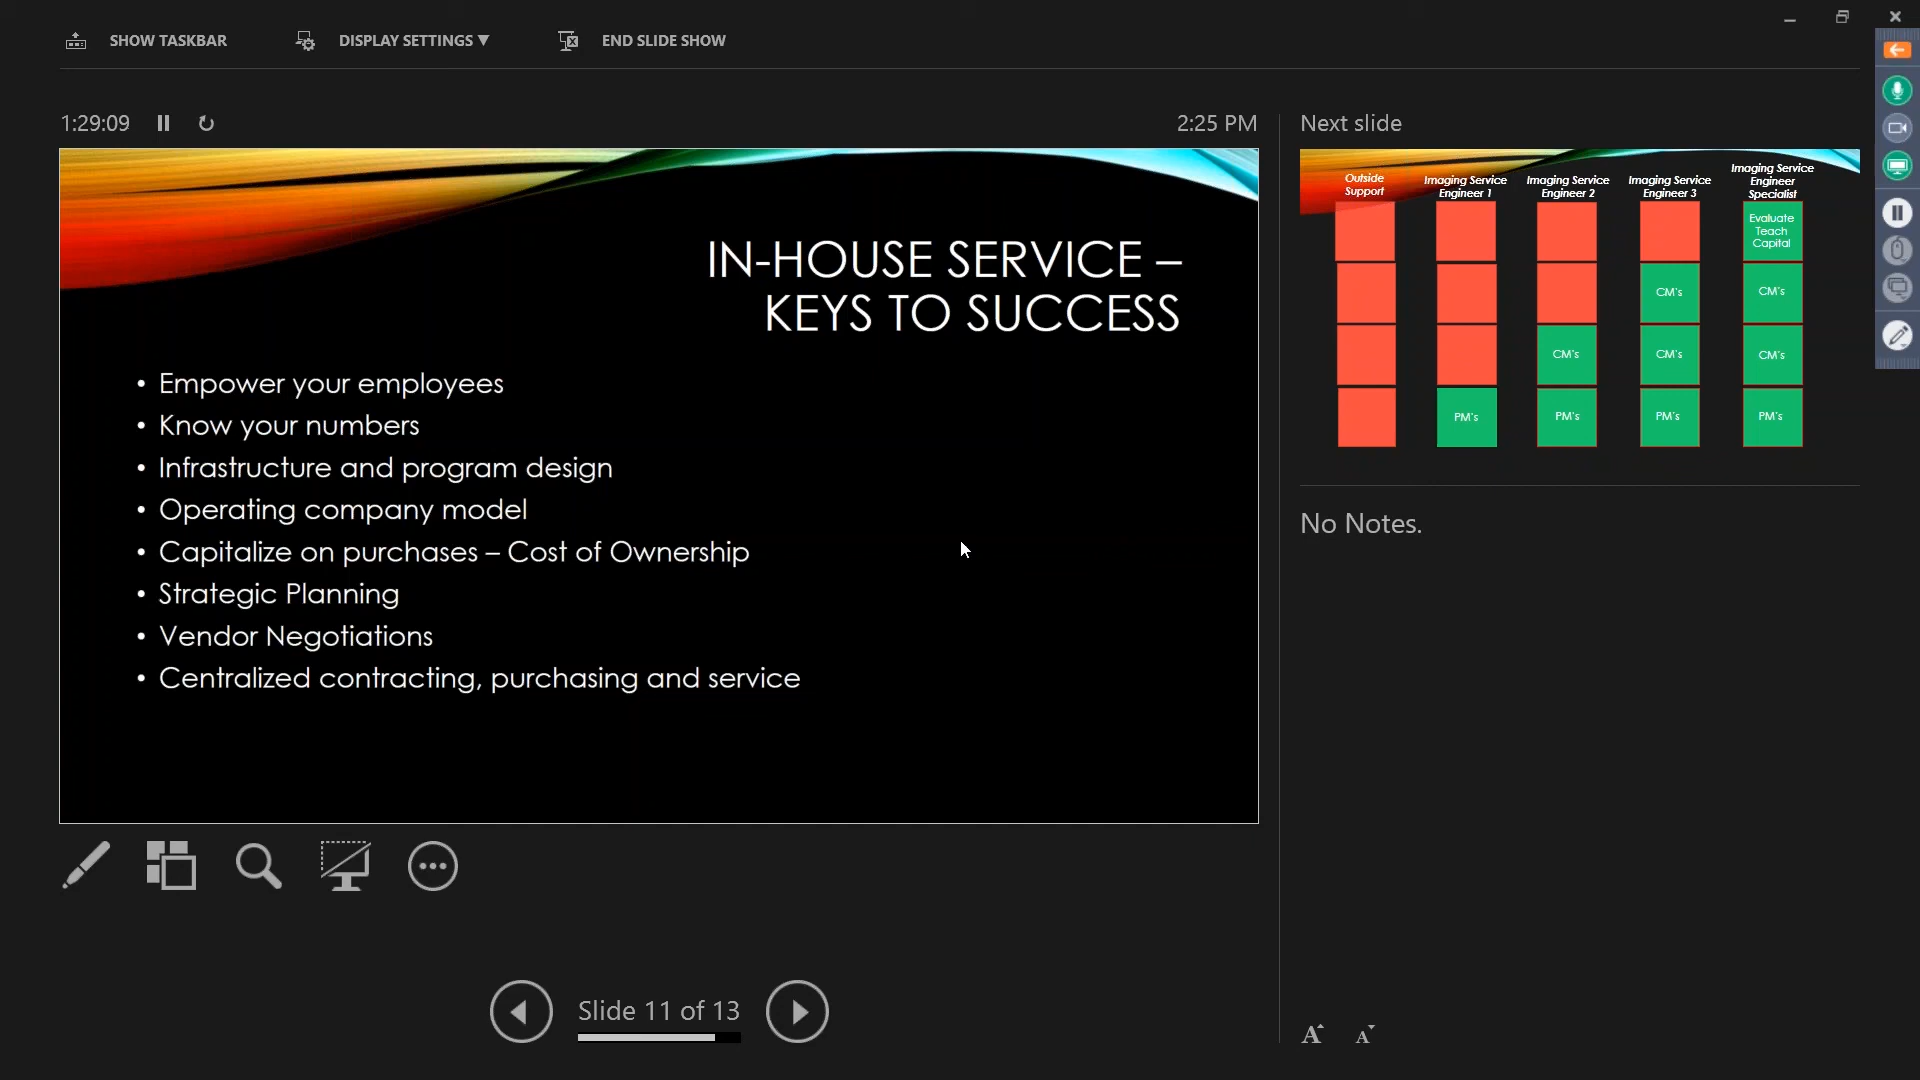 SHOW TASKBAR
DISPLAY SETTINGS ▼
END SLIDE SHOW
1:29:09
2:25 PM
Next slide
IN-HOUSE SERVICE –
KEYS TO SUCCESS
• Empower your employees
• Know your numbers
• Infrastructure and program design
• Operating company model
• Capitalize on purchases – Cost of Ownership
• Strategic Planning
• Vendor Negotiations
• Centralized contracting, purchasing and service
Outside
Support
Imaging Service
Engineer 1
Imaging Service
Engineer 2
Imaging Service
Engineer 3
Imaging Service
Engineer
Specialist
Evaluate
Teach
Capital
CM's
CM's
CM's
CM's
CM's
PM's
PM's
PM's
PM's
No Notes.
Slide 11 of 13
A
A